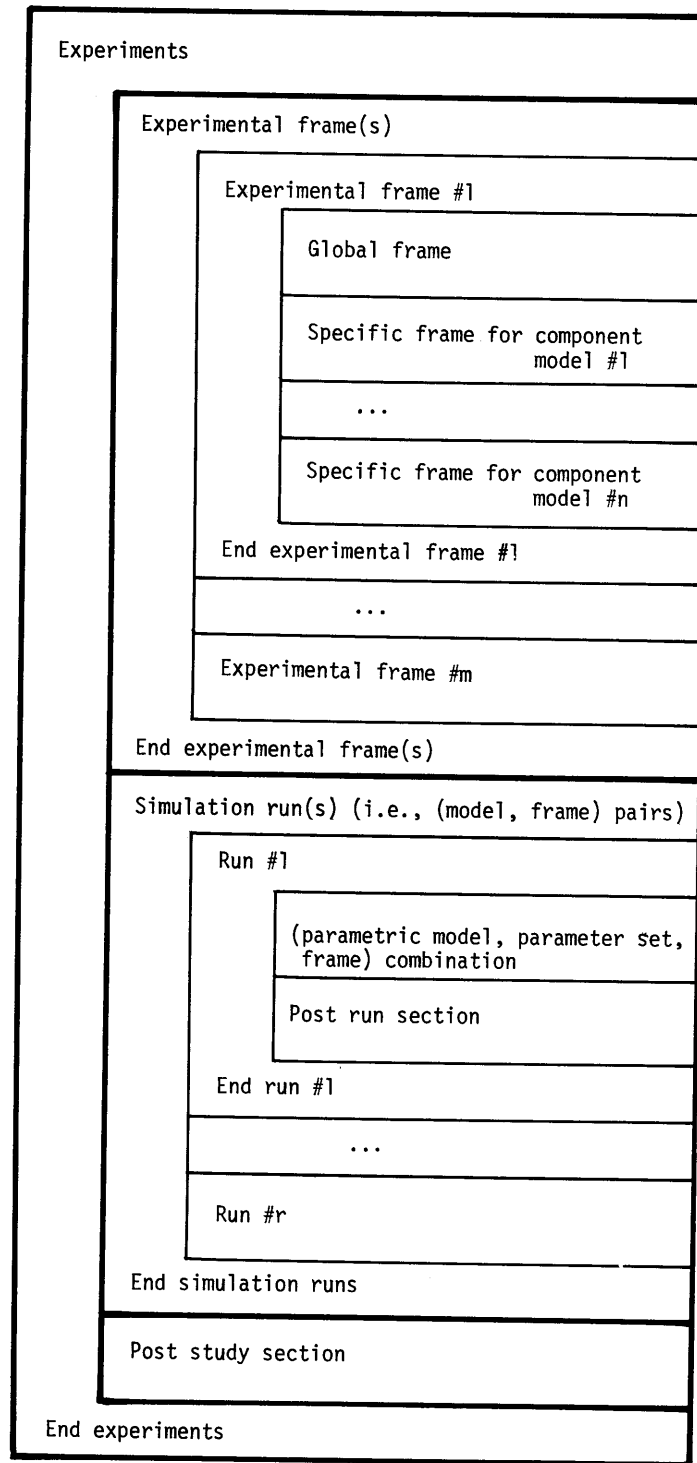 Experiments
Experimental frame(s)
Experimental frame #1
Global frame
Specific frame for component
model #1
...
Specific frame for component
model #n
End experimental frame #1
...
Experimental frame #m
End experimental frame(s)
Simulation run(s) (i.e., (model, frame) pairs)
Run #1
(parametric model, parameter set,
frame) combination
Post run section
End run #1
...
Run #r
End simulation runs
Post study section
End experiments